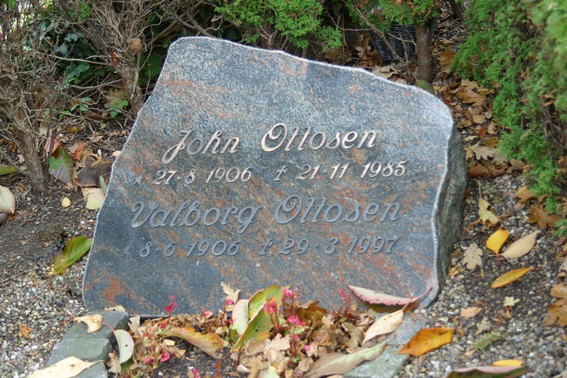 John Ottosen
* 27 · 8 1906 † 21 · 11 1985
Valborg Ottosen
* 8 · 6 1906 † 29 · 3 1997